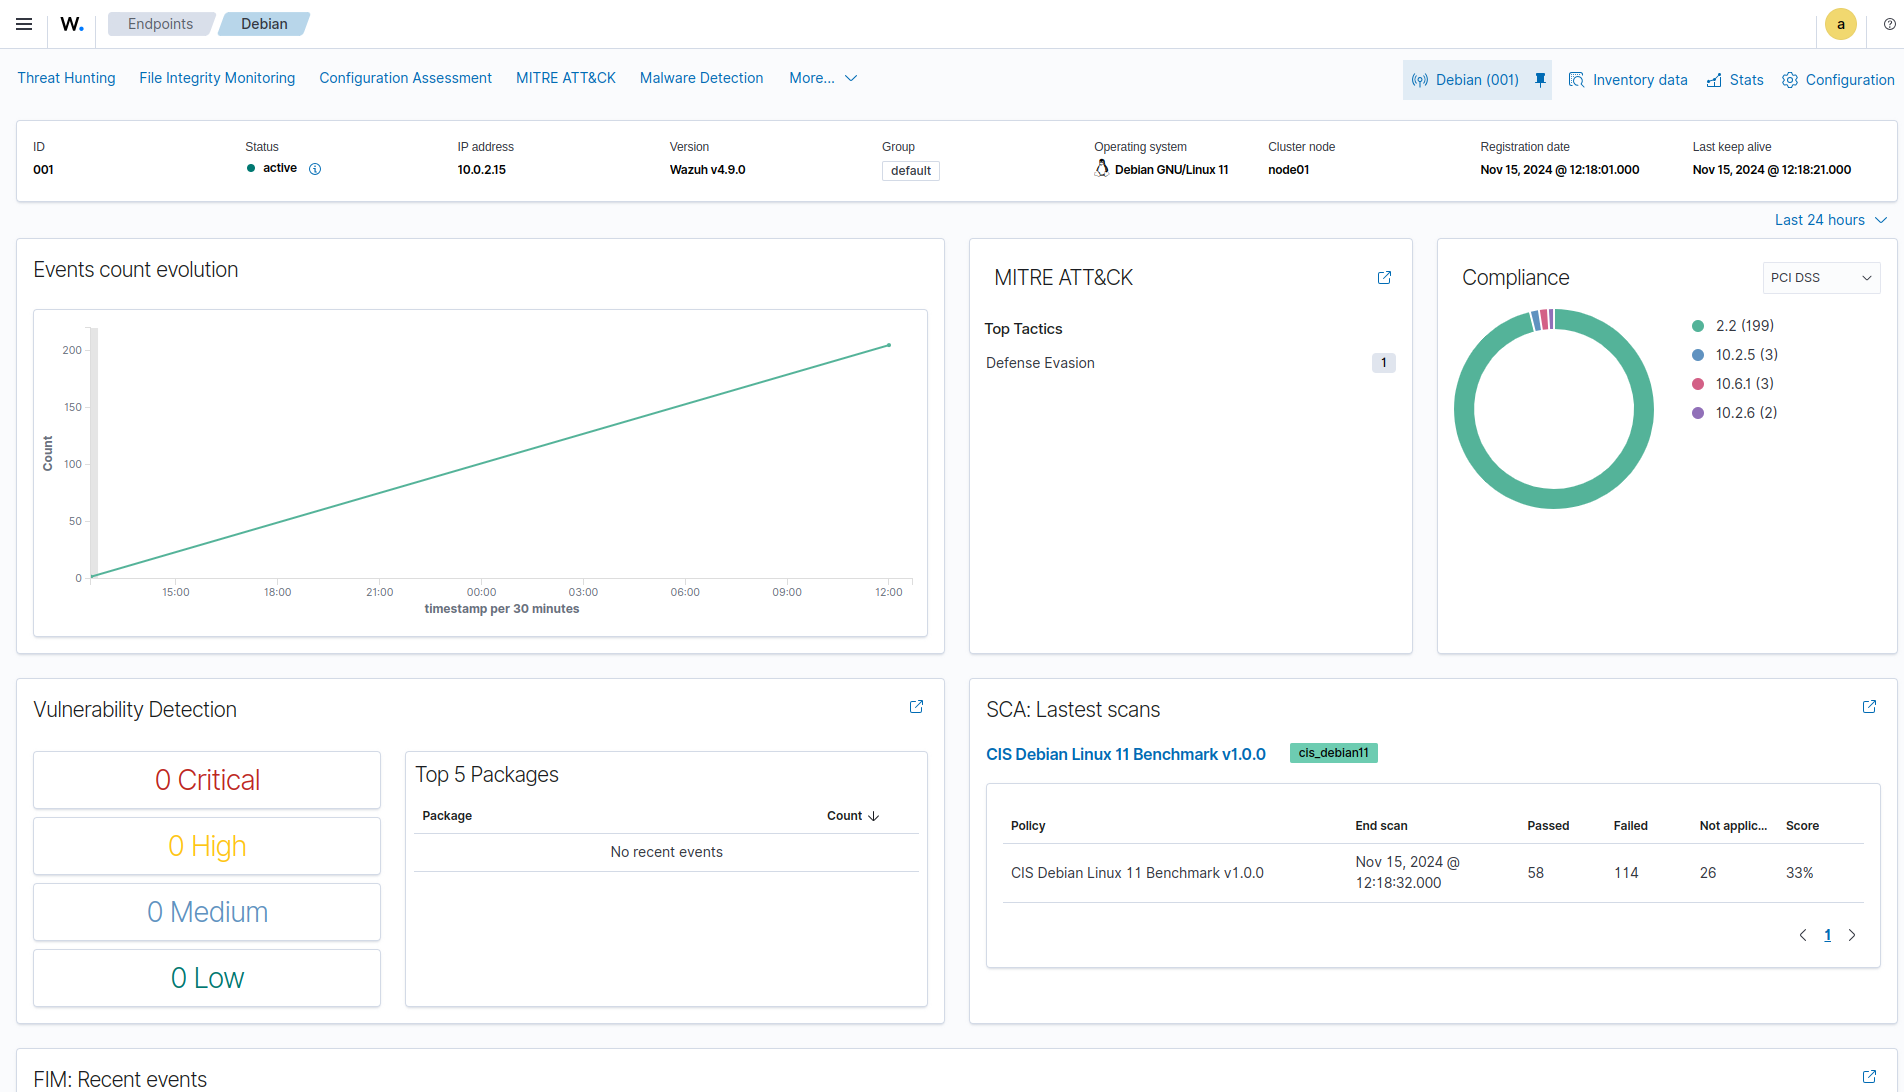 W.
Endpoints
Debian
a
Threat Hunting
File Integrity Monitoring
Configuration Assessment
MITRE ATT&CK
Malware Detection
More...
Debian (001)
Inventory data
Stats
Configuration
ID
001
Status
active
IP address
10.0.2.15
Version
Wazuh v4.9.0
Group
default
Operating system
Debian GNU/Linux 11
Cluster node
node01
Registration date
Nov 15, 2024 @ 12:18:01.000
Last keep alive
Nov 15, 2024 @ 12:18:21.000
Last 24 hours
Events count evolution
Count
200
150
100
50
0
15:00
18:00
21:00
00:00
03:00
06:00
09:00
12:00
timestamp per 30 minutes
MITRE ATT&CK
Top Tactics
Defense Evasion
1
Compliance
PCI DSS
2.2 (199)
10.2.5 (3)
10.6.1 (3)
10.2.6 (2)
Vulnerability Detection
0 Critical
0 High
0 Medium
0 Low
Top 5 Packages
Package
Count
No recent events
SCA: Lastest scans
CIS Debian Linux 11 Benchmark v1.0.0
cis_debian11
Policy
End scan
Passed
Failed
Not applic...
Score
CIS Debian Linux 11 Benchmark v1.0.0
Nov 15, 2024 @
12:18:32.000
58
114
26
33%
1
FIM: Recent events